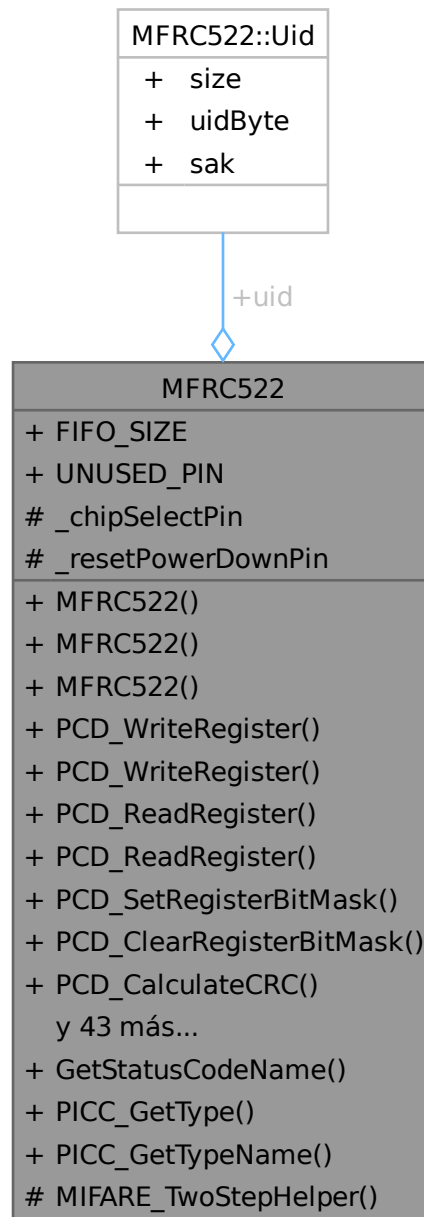 MFRC522::Uid
+ size
+ uidByte
+ sak
+uid
MFRC522
+ FIFO_SIZE
+ UNUSED_PIN
# _chipSelectPin
# _resetPowerDownPin
+ MFRC522()
+ MFRC522()
+ MFRC522()
+ PCD_WriteRegister()
+ PCD_WriteRegister()
+ PCD_ReadRegister()
+ PCD_ReadRegister()
+ PCD_SetRegisterBitMask()
+ PCD_ClearRegisterBitMask()
+ PCD_CalculateCRC()
y 43 más...
+ GetStatusCodeName()
+ PICC_GetType()
+ PICC_GetTypeName()
# MIFARE_TwoStepHelper()